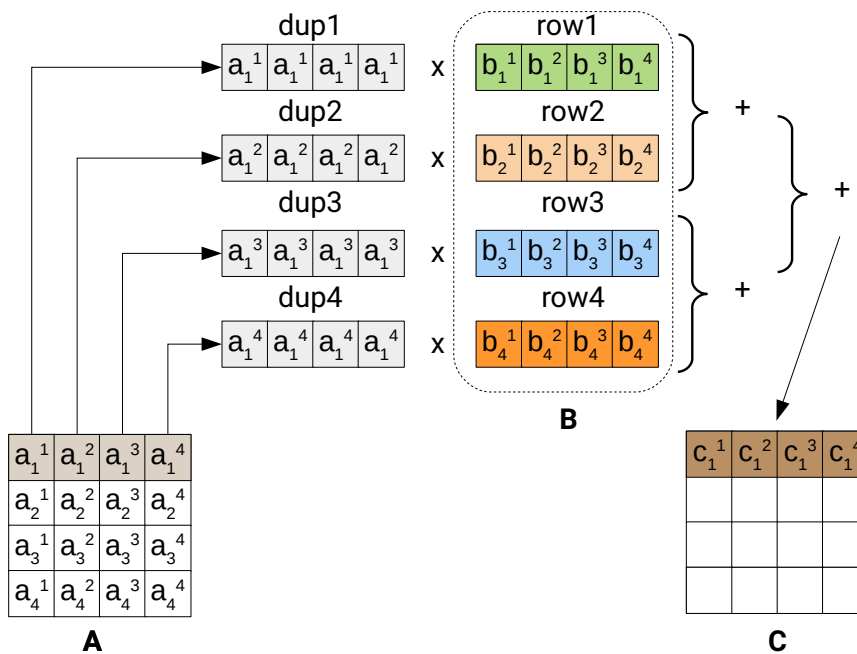 dup1 row1
a₁¹ a₁¹ a₁¹ a₁¹ x b₁¹ b₁² b₁³ b₁⁴
+
dup2 row2
a₁² a₁² a₁² a₁² x b₂¹ b₂² b₂³ b₂⁴
+
dup3 row3
a₁³ a₁³ a₁³ a₁³ x b₃¹ b₃² b₃³ b₃⁴
+
dup4 row4
a₁⁴ a₁⁴ a₁⁴ a₁⁴ x b₄¹ b₄² b₄³ b₄⁴
B
a₁¹ a₁² a₁³ a₁⁴
a₂¹ a₂² a₂³ a₂⁴
a₃¹ a₃² a₃³ a₃⁴
a₄¹ a₄² a₄³ a₄⁴
A
c₁¹ c₁² c₁³ c₁⁴
C